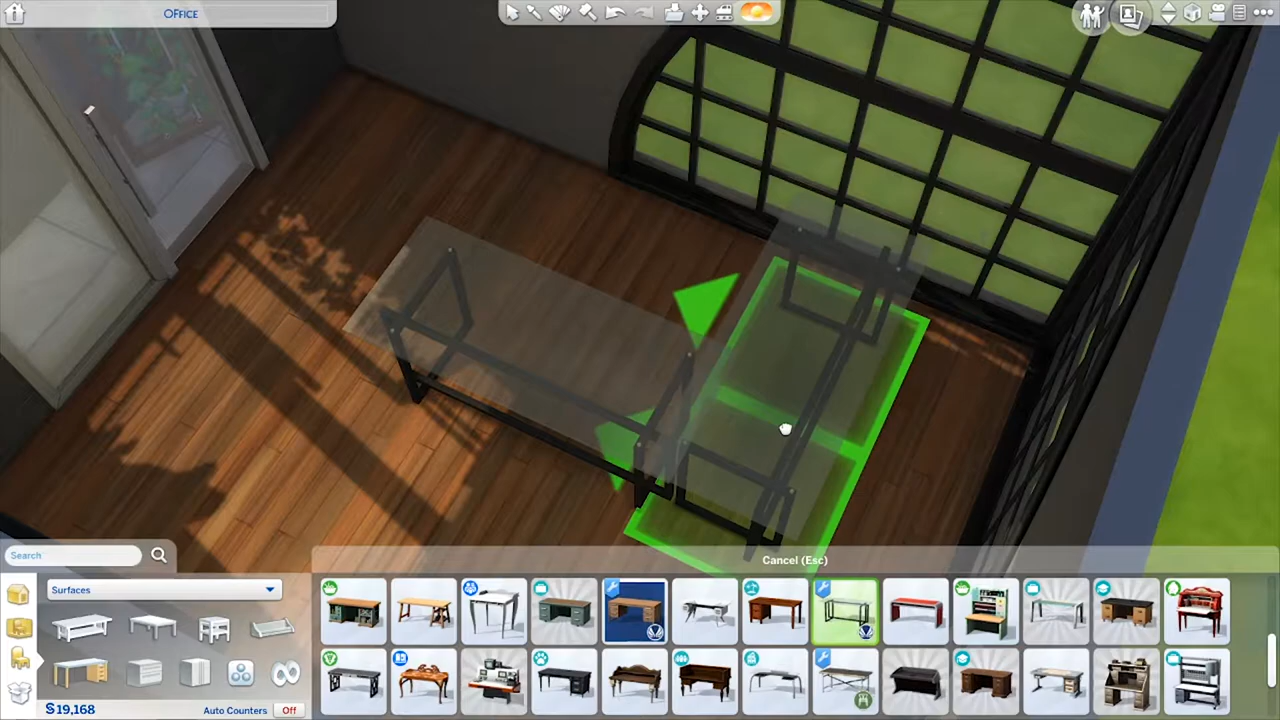 OFFice
Cancel (Esc)
Search
Surfaces
§19,168
Auto Counters
Off